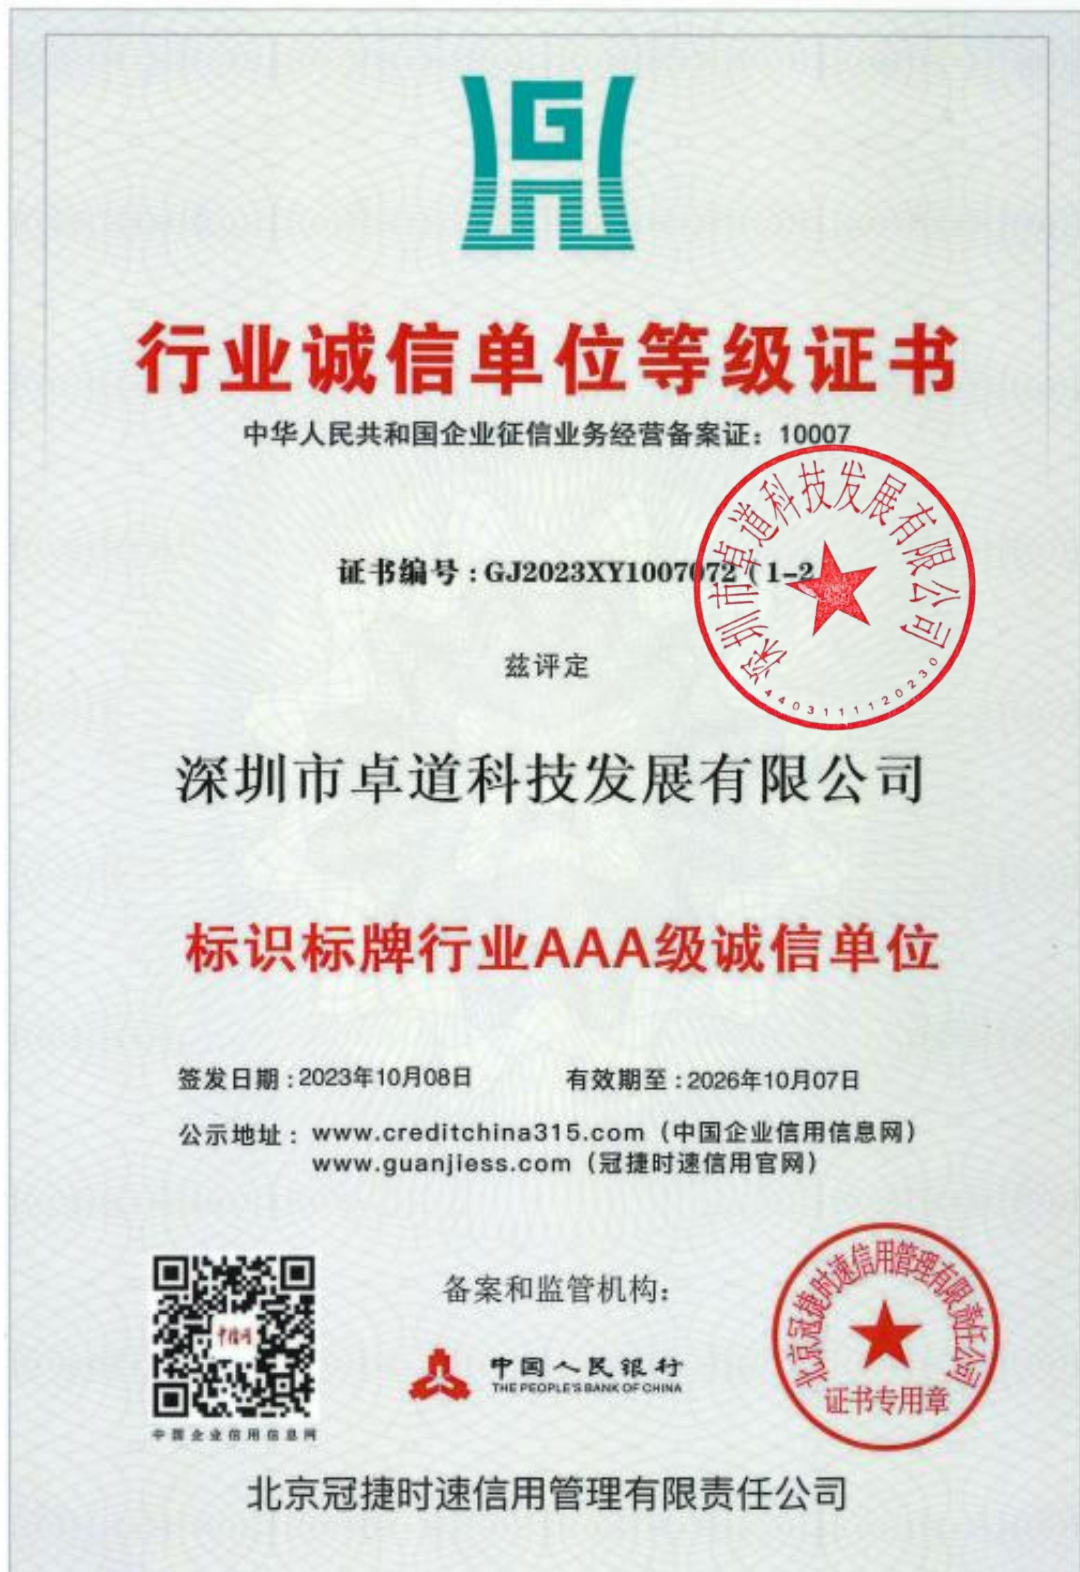 行业诚信单位等级证书
中华人民共和国企业征信业务经营备案证：10007
证书编号：GJ2023XY1007072（1-2
深圳市卓道科技发展有限公司
4403111120230
兹评定
深圳市卓道科技发展有限公司
标识标牌行业AAA级诚信单位
签发日期：2023年10月08日 有效期至：2026年10月07日
公示地址：www.creditchina315.com（中国企业信用信息网）
www.guanjiess.com（冠捷时速信用官网）
中信网
中国企业信用信息网
备案和监管机构：
中国人民银行
THE PEOPLE'S BANK OF CHINA
北京冠捷时速信用管理有限责任公司
证书专用章
北京冠捷时速信用管理有限责任公司